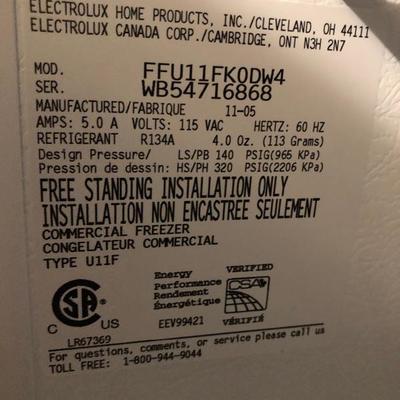 ELECTROLUX HOME PRODUCTS, INC./CLEVELAND, OH 44111
ELECTROLUX CANADA CORP./CAMBRIDGE, ONT N3H 2N7
MOD. FFU11FK0DW4
SER. WB54716868
MANUFACTURED/FABRIQUE 11-05
AMPS: 5.0 A VOLTS: 115 VAC HERTZ: 60 HZ
REFRIGERANT R134A 4.0 Oz. (113 Grams)
Design Pressure/ LS/PB 140 PSIG(965 KPa)
Pression de dessin: HS/PH 320 PSIG(2206 KPa)
FREE STANDING INSTALLATION ONLY
INSTALLATION NON ENCASTREE SEULEMENT
COMMERCIAL FREEZER
CONGELATEUR COMMERCIAL
TYPE U11F
Energy
Performance
Rendement
Énergétique
EEV99421
VERIFIED
CSA
VÉRIFIÉ
SA
C US
LR67369
For questions, comments, or service please call
TOLL FREE: 1-800-944-9044